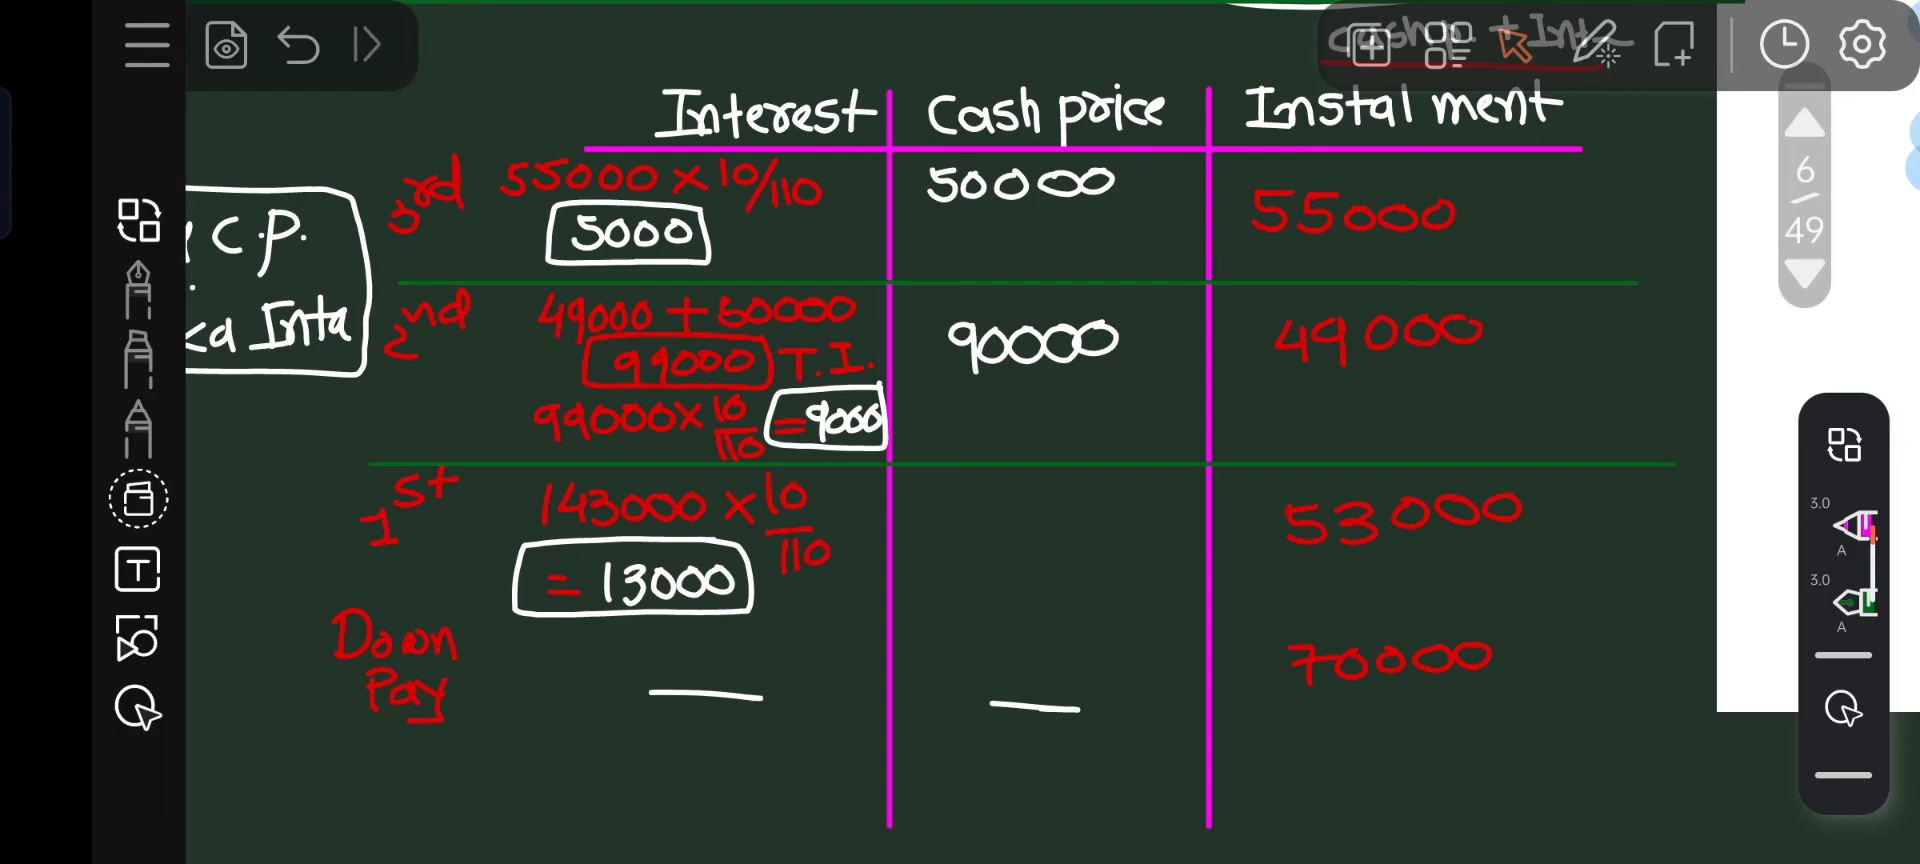 Cash p. + Int
Interest Cash price Instal ment
3rd 55000 × 10/110 50000 55000
5000
C.P.
Inta
2nd 49000 + 50000 90000 49000
99000 T.I.
99000 × 10/110 = 9000
1st 143000 × 10/110 53000
= 13000
Down 70000
Pay — —
6
49
3.0
A
3.0
A
T